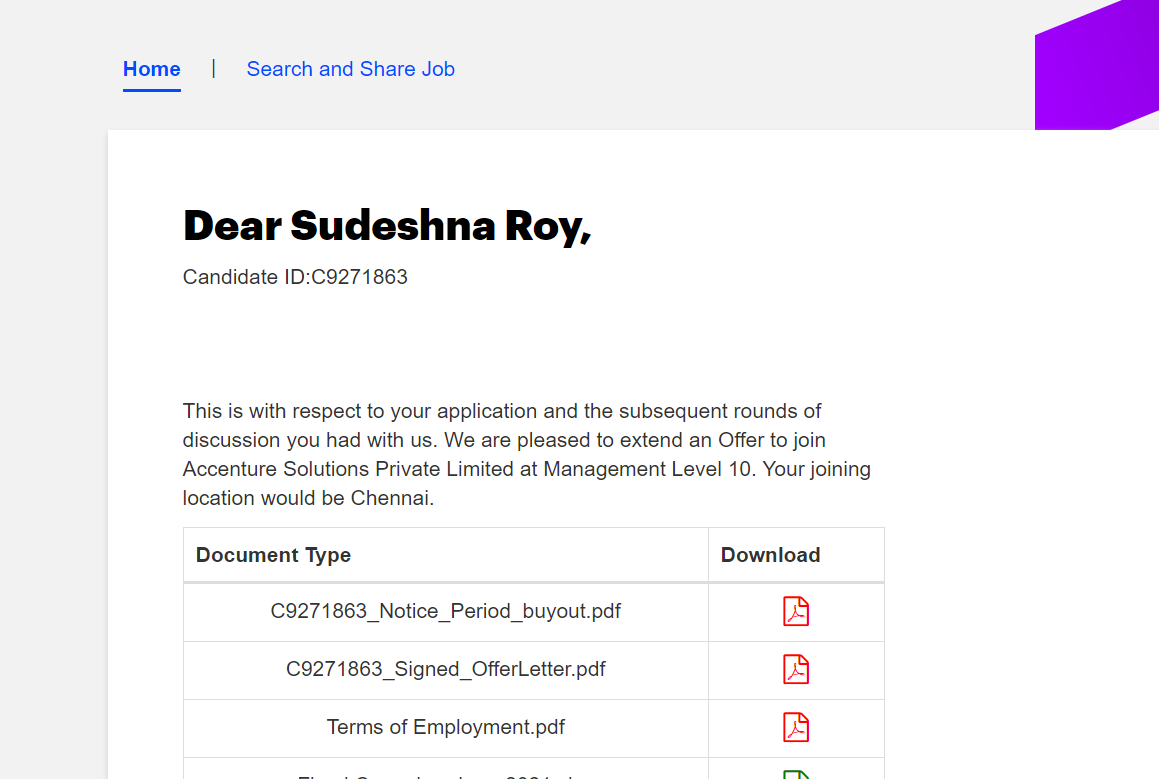 Home | Search and Share Job
Dear Sudeshna Roy,
Candidate ID:C9271863
This is with respect to your application and the subsequent rounds of
discussion you had with us. We are pleased to extend an Offer to join
Accenture Solutions Private Limited at Management Level 10. Your joining
location would be Chennai.
Document Type Download
C9271863_Notice_Period_buyout.pdf
C9271863_Signed_OfferLetter.pdf
Terms of Employment.pdf